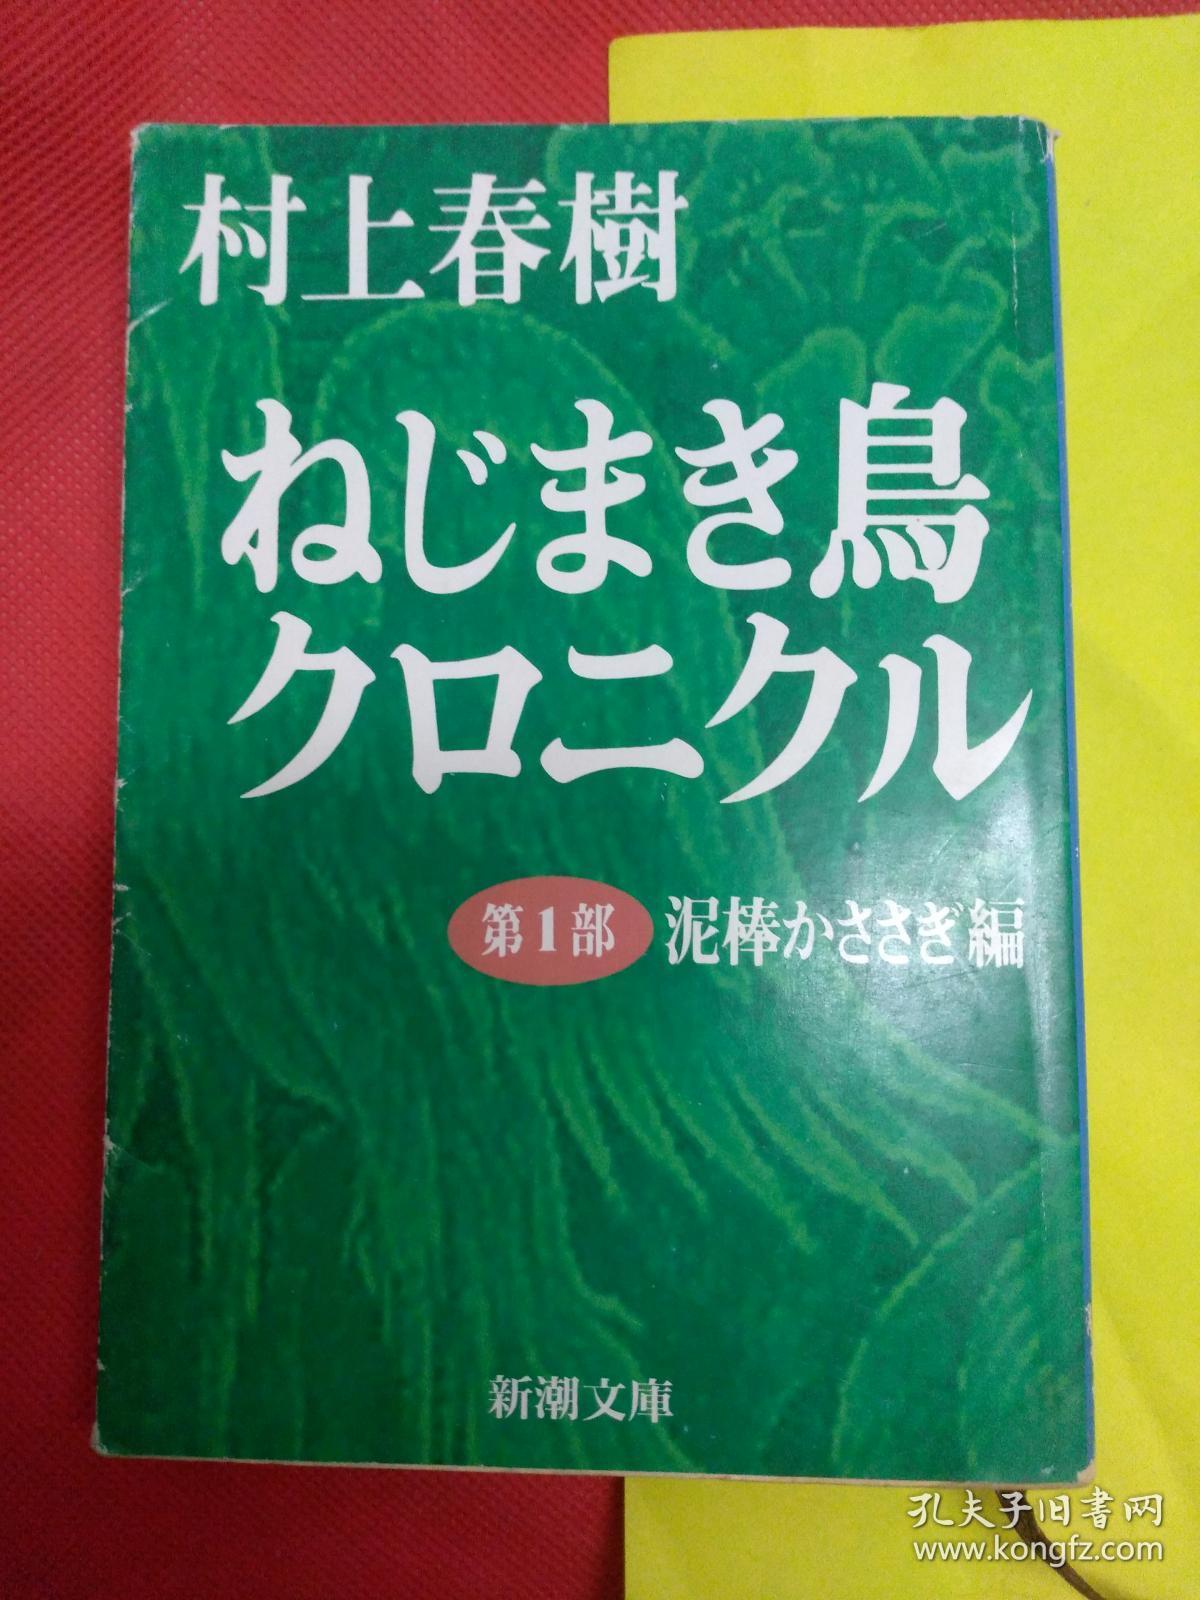 村上春樹
ねじまき鳥
クロニクル
第1部 泥棒かささぎ編
新潮文庫
孔夫子旧书网
www.kongfz.com